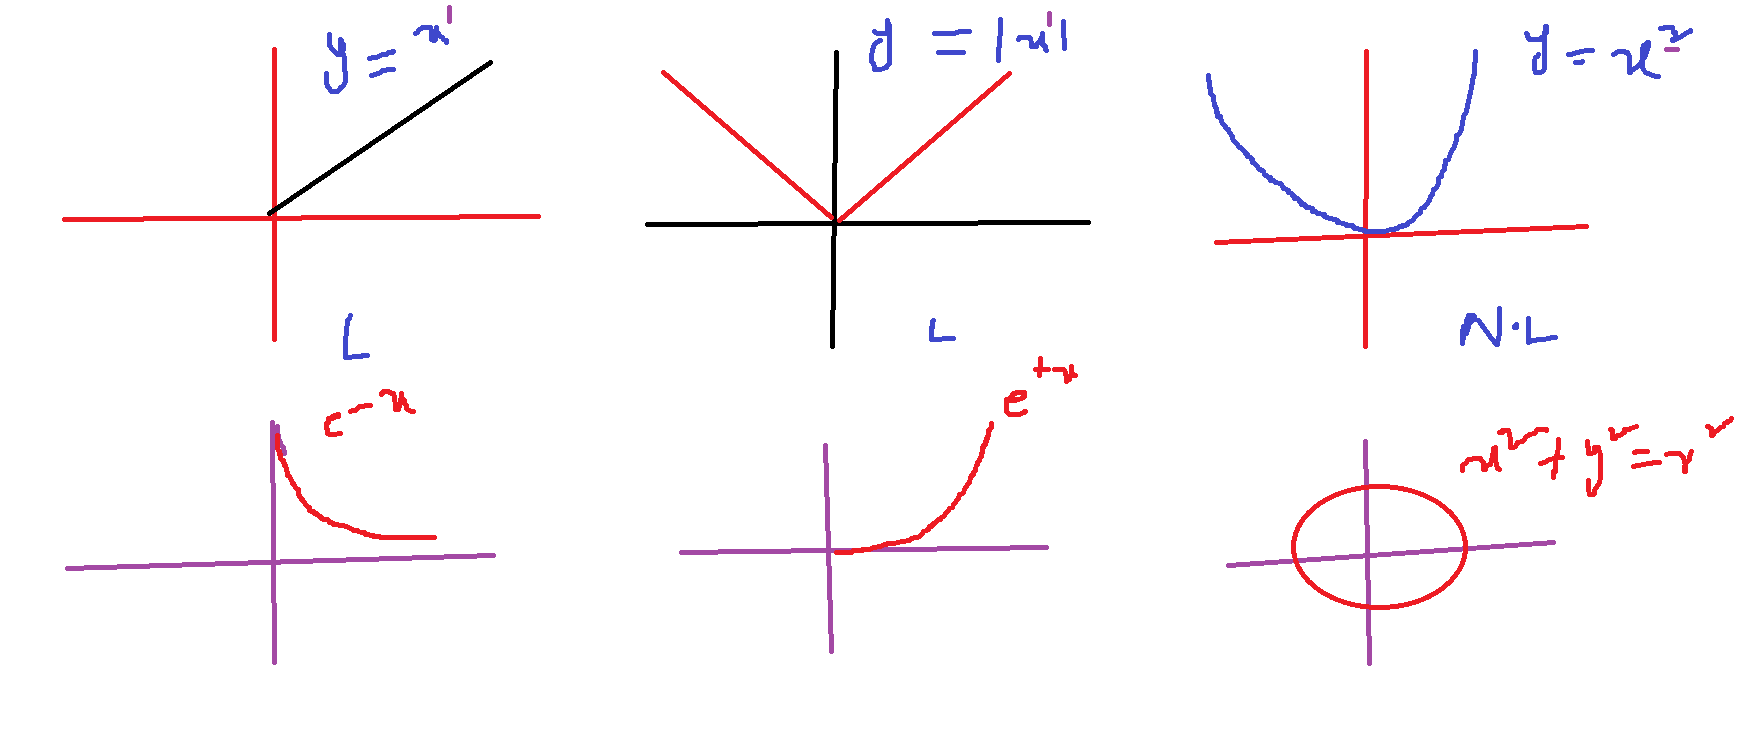 y = x¹
y = |x¹|
y = x²
L
L
N.L
e⁻ˣ
e⁺ˣ
x² + y² = r²